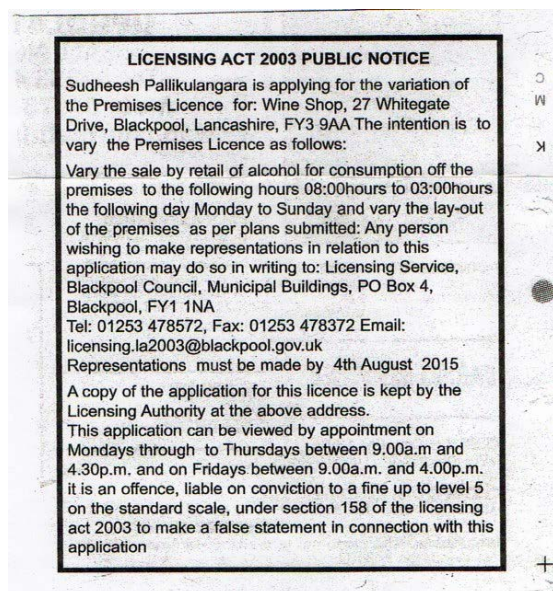 LICENSING ACT 2003 PUBLIC NOTICE
Sudheesh Pallikulangara is applying for the variation of
the Premises Licence for: Wine Shop, 27 Whitegate
Drive, Blackpool, Lancashire, FY3 9AA The intention is to
vary the Premises Licence as follows:
Vary the sale by retail of alcohol for consumption off the
premises to the following hours 08:00hours to 03:00hours
the following day Monday to Sunday and vary the lay-out
of the premises as per plans submitted: Any person
wishing to make representations in relation to this
application may do so in writing to: Licensing Service,
Blackpool Council, Municipal Buildings, PO Box 4,
Blackpool, FY1 1NA
Tel: 01253 478572, Fax: 01253 478372 Email:
licensing.la2003@blackpool.gov.uk
Representations must be made by 4th August 2015
A copy of the application for this licence is kept by the
Licensing Authority at the above address.
This application can be viewed by appointment on
Mondays through to Thursdays between 9.00a.m and
4.30p.m. and on Fridays between 9.00a.m. and 4.00p.m.
it is an offence, liable on conviction to a fine up to level 5
on the standard scale, under section 158 of the licensing
act 2003 to make a false statement in connection with this
application
C
M
K